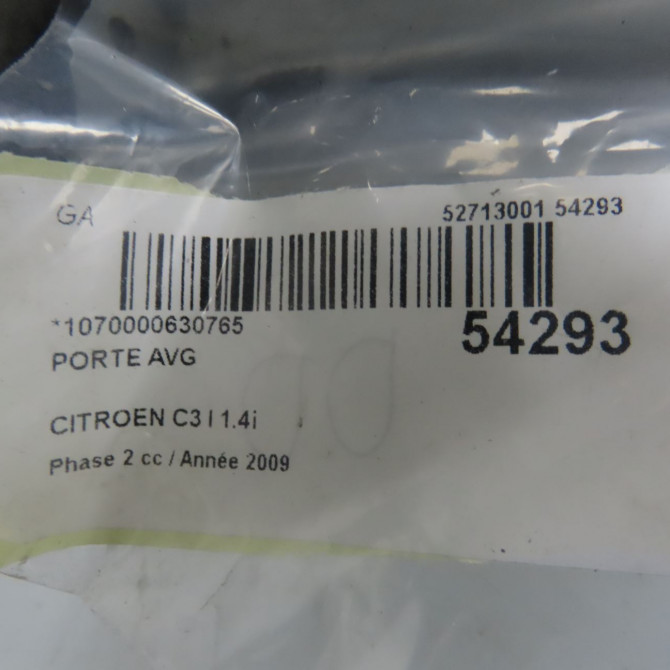 GA
52713001 54293
*1070000630765
54293
PORTE AVG
CITROEN C3 I 1.4i
Phase 2 cc / Année 2009